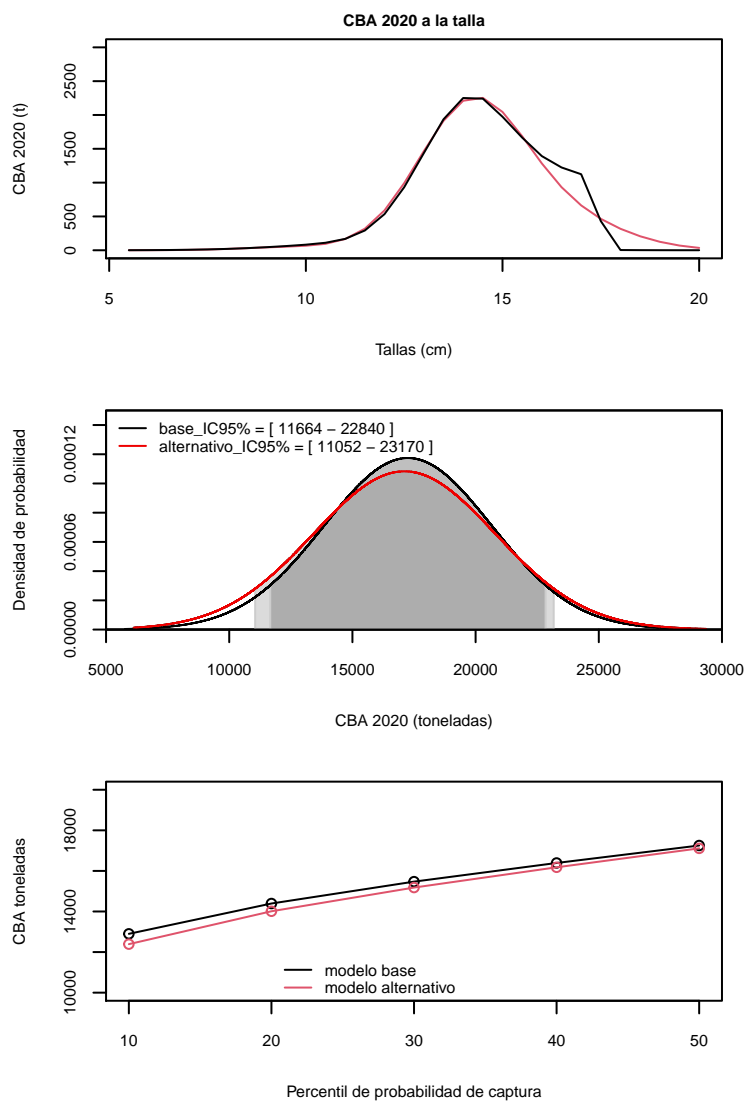 CBA 2020 a la talla
CBA 2020 (t)
2500
1500
500
0
5
10
15
20
Tallas (cm)
base_IC95% = [ 11664 − 22840 ]
alternativo_IC95% = [ 11052 − 23170 ]
Densidad de probabilidad
0.00012
0.00006
0.00000
5000
10000
15000
20000
25000
30000
CBA 2020 (toneladas)
CBA toneladas
18000
14000
10000
modelo base
modelo alternativo
10
20
30
40
50
Percentil de probabilidad de captura